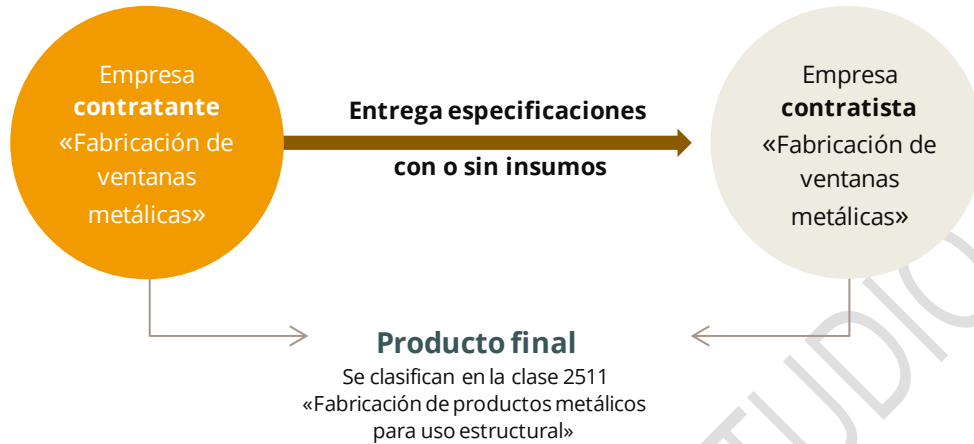 Empresa
contratante
«Fabricación de
ventanas
metálicas»
Entrega especificaciones
con o sin insumos
Empresa
contratista
«Fabricación de
ventanas
metálicas»
Producto final
Se clasifican en la clase 2511
«Fabricación de productos metálicos
para uso estructural»
TUDIO